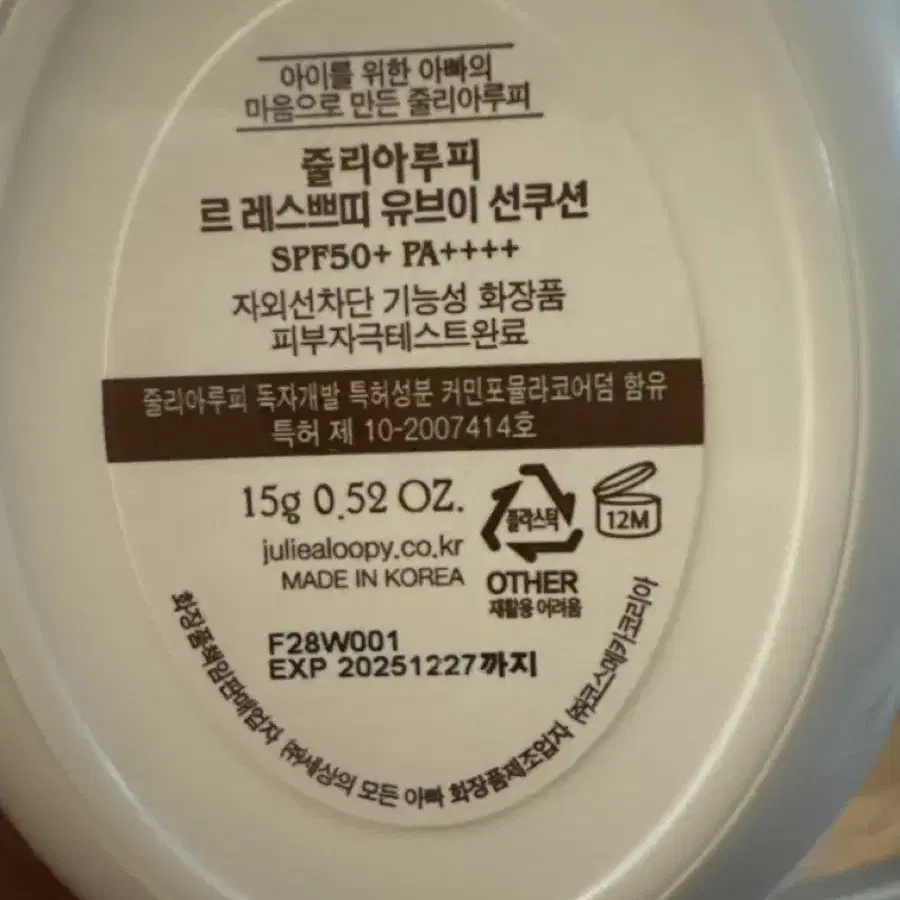 아이를 위한 아빠의
마음으로 만든 줄리아루피
줄리아루피
르 레스쁘띠 유브이 선쿠션
SPF50+ PA++++
자외선차단 기능성 화장품
피부자극테스트완료
줄리아루피 독자개발 특허성분 커민포뮬라코어덤 함유
특허 제 10-2007414호
15g 0.52 OZ.
juliealoopy.co.kr
MADE IN KOREA
플라스틱
OTHER
재활용 어려움
12M
F28W001
EXP 20251227까지
화장품책임판매업자 ㈜세상의 모든 아빠 화장품제조업자 ㈜코스메카코리아